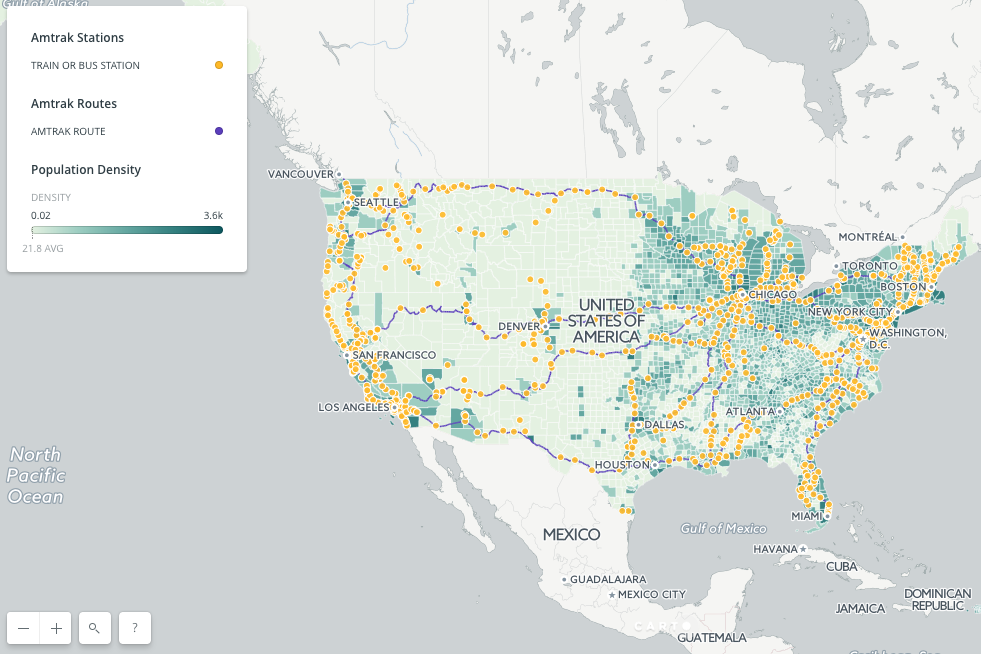 Gulf of Alaska
Amtrak Stations
TRAIN OR BUS STATION
Amtrak Routes
AMTRAK ROUTE
Population Density
DENSITY
0.02 3.6k
21.8 AVG
VANCOUVER
SEATTLE
MONTRÉAL
TORONTO
BOSTON
CHICAGO
NEW YORK CITY
UNITED
STATES OF
AMERICA
DENVER
WASHINGTON,
D.C.
SAN FRANCISCO
LOS ANGELES
ATLANTA
DALLAS
North
Pacific
Ocean
HOUSTON
MIAMI
Gulf of Mexico
MEXICO
HAVANA
CUBA
GUADALAJARA
MEXICO CITY
DOMINICAN
REPUBLIC
JAMAICA
CARTO
GUATEMALA
?